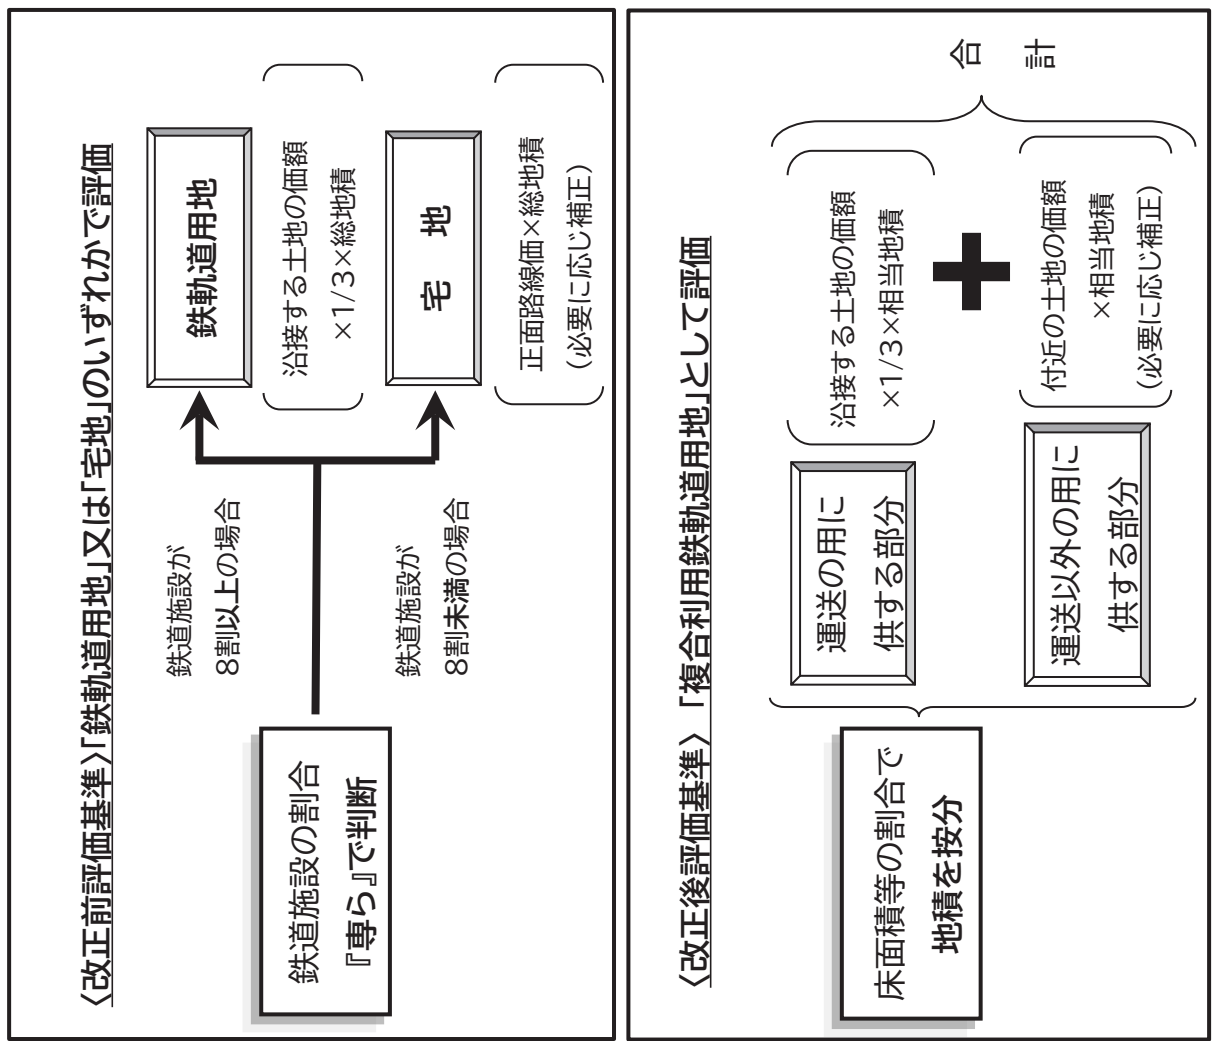 〈改正前評価基準〉「鉄軌道用地」又は「宅地」のいずれかで評価
鉄道施設の割合
『専ら』で判断
鉄道施設が
8割以上の場合
鉄軌道用地
沿接する土地の価額
×1/3×総地積
鉄道施設が
8割未満の場合
宅 地
正面路線価×総地積
(必要に応じ補正)
〈改正後評価基準〉 「複合利用鉄軌道用地」として評価
床面積等の割合で
地積を按分
運送の用に
供する部分
沿接する土地の価額
×1/3×相当地積
運送以外の用に
供する部分
付近の土地の価額
×相当地積
(必要に応じ補正)
合
計